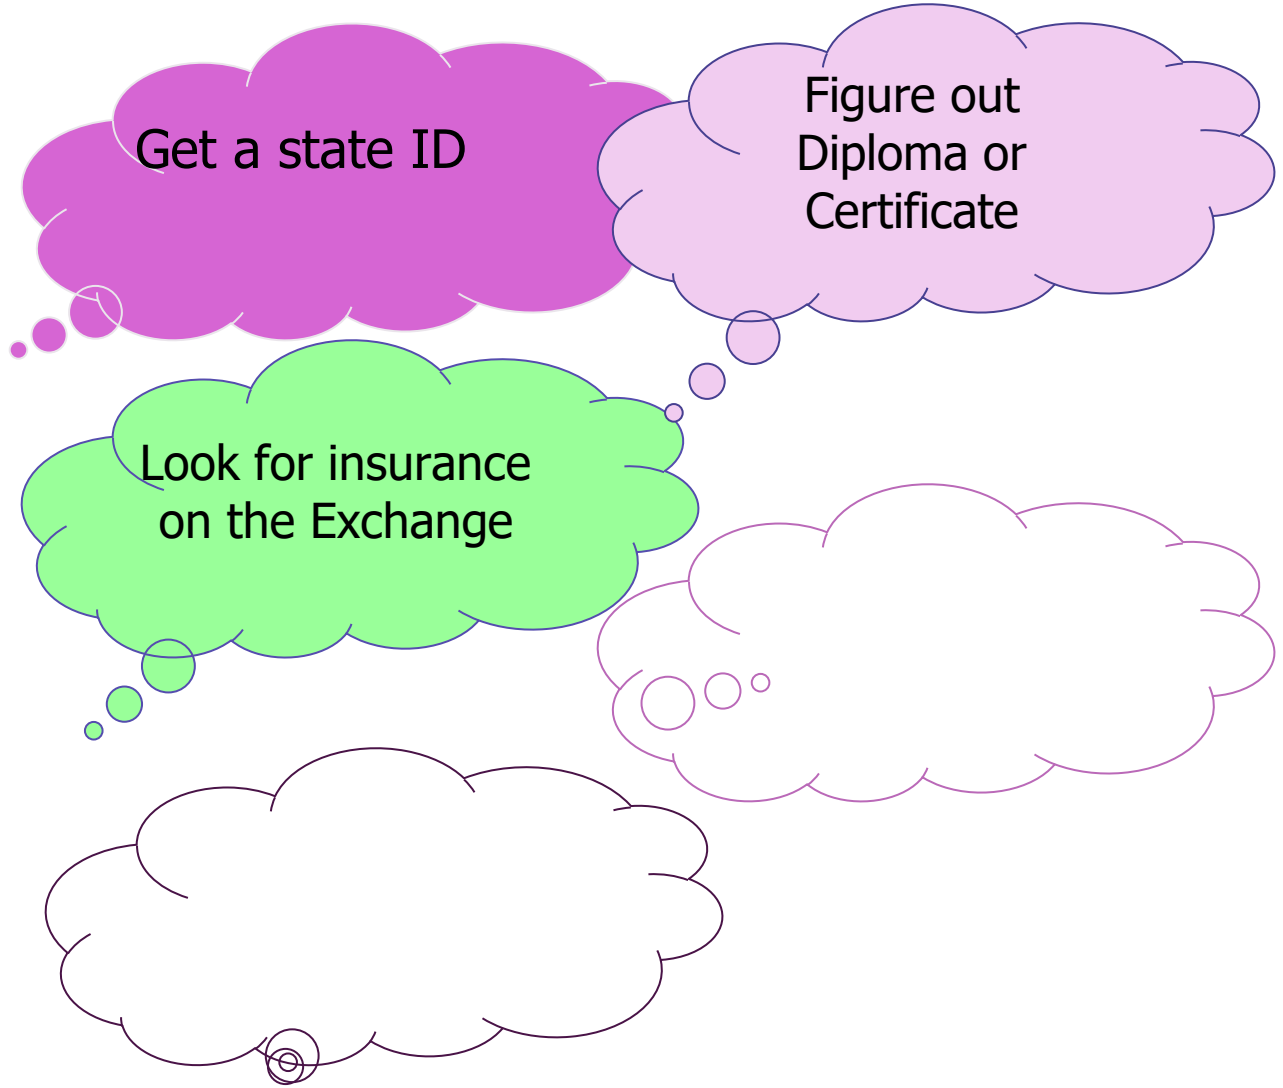 Get a state ID
Figure out
Diploma or
Certificate
Look for insurance
on the Exchange